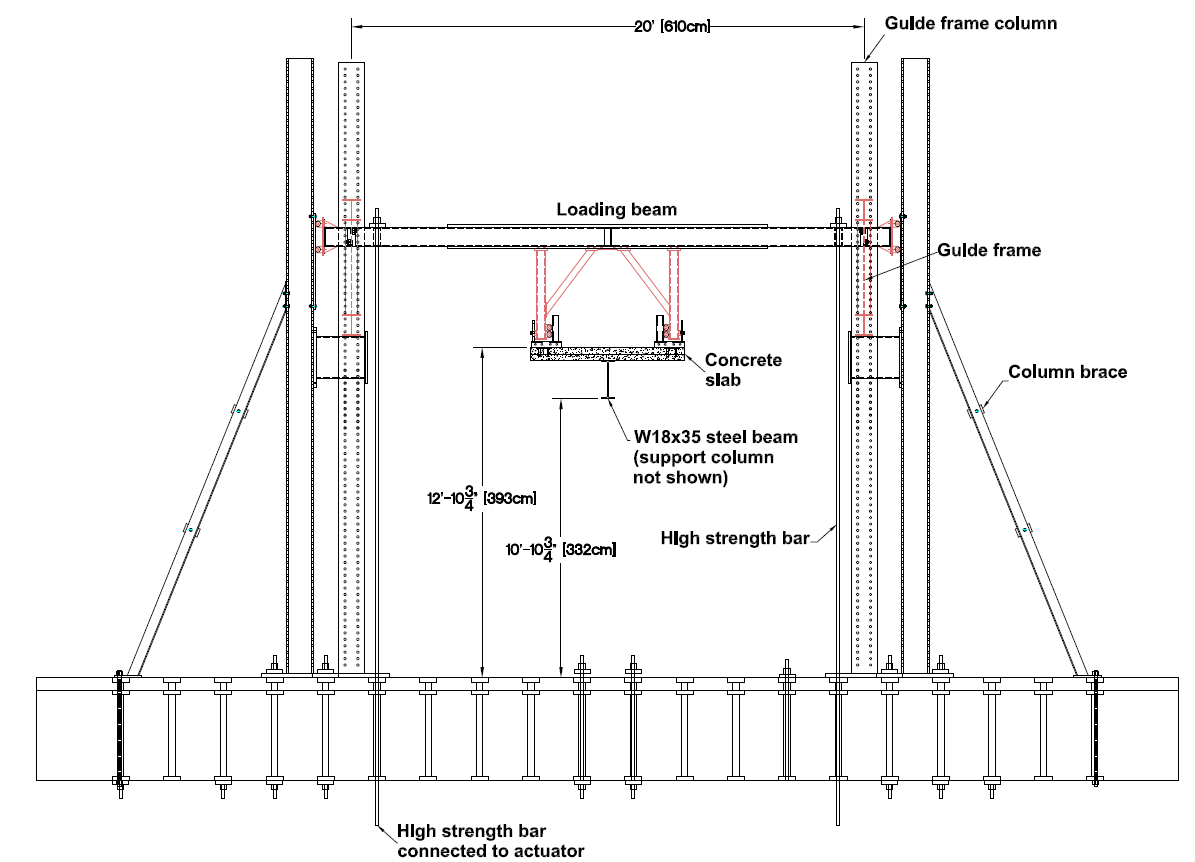 20' [610cm]
Guide frame column
Loading beam
Guide frame
Concrete
slab
Column brace
W18x35 steel beam
(support column
not shown)
12'-10 3/4" [393cm]
High strength bar
10'-10 3/4" [332cm]
High strength bar
connected to actuator